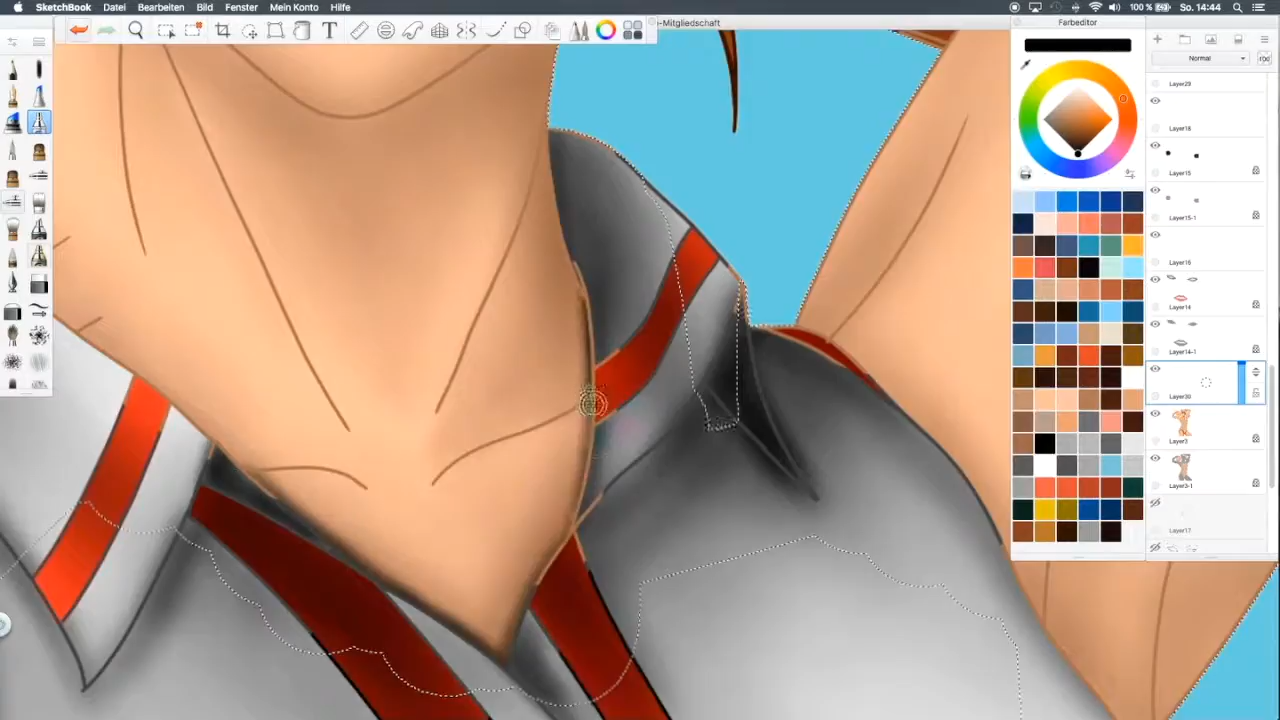 SketchBook Datei Bearbeiten Bild Fenster Mein Konto Hilfe 100 % So. 14:44
-Mitgliedschaft
Farbeditor
Normal
Layer29
Layer18
Layer15
Layer15-1
Layer16
Layer14
Layer14-1
Layer30
Layer3
Layer3-1
Layer17
T